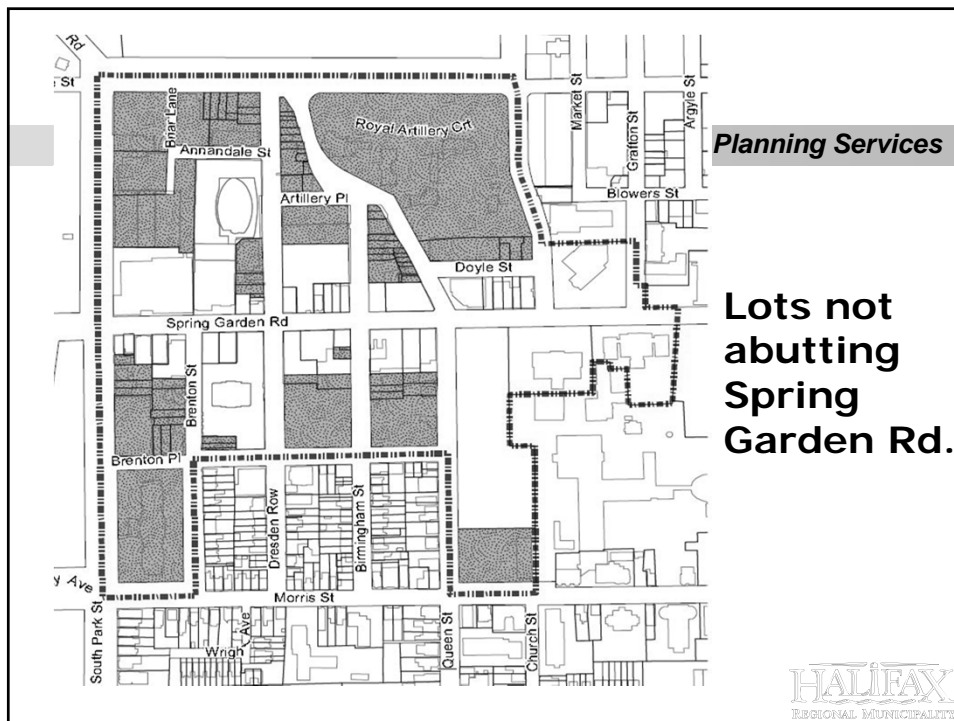 Rd
St
Briar Lane
Annandale St
Royal Artillery Crt
Artillery Pl
Market St
Grafton St
Argyle St
Planning Services
Blowers St
Doyle St
Spring Garden Rd
Lots not
abutting
Spring
Garden Rd.
Brenton St
Brenton Pl
Dresden Row
Birmingham St
y Ave
Morris St
South Park St
Wrigh
Ave
Queen St
Church St
HALIFAX
REGIONAL MUNICIPALITY